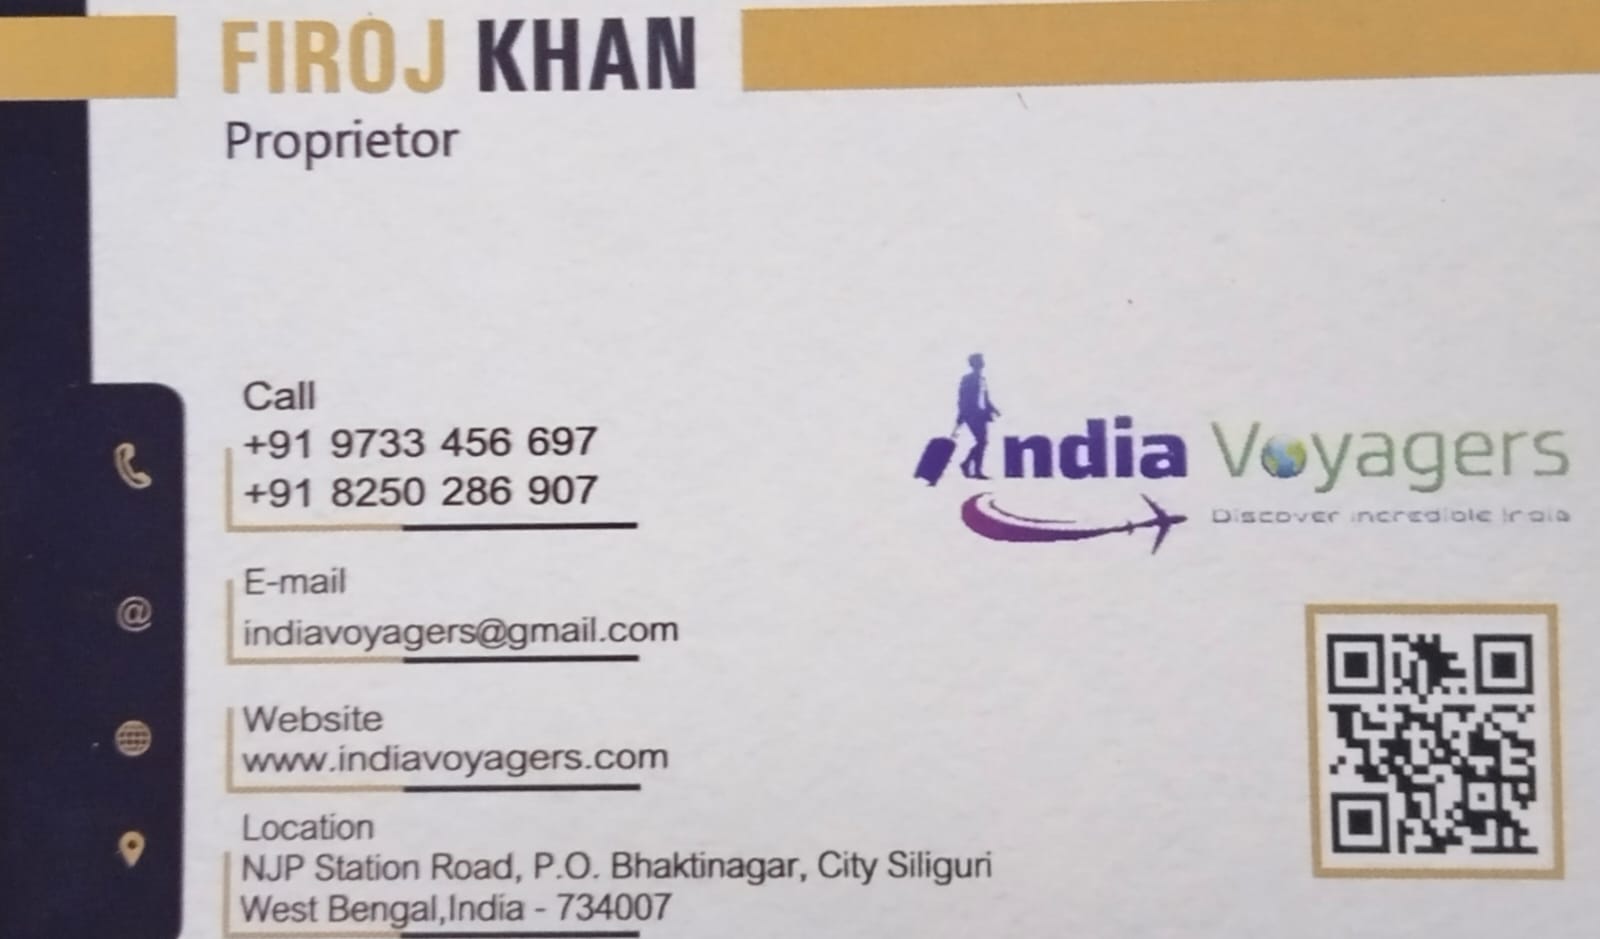 FIROJ KHAN
Proprietor
Call
+91 9733 456 697
+91 8250 286 907
India Voyagers
Discover Incredible India
E-mail
indiavoyagers@gmail.com
Website
www.indiavoyagers.com
Location
NJP Station Road, P.O. Bhaktinagar, City Siliguri
West Bengal,India - 734007